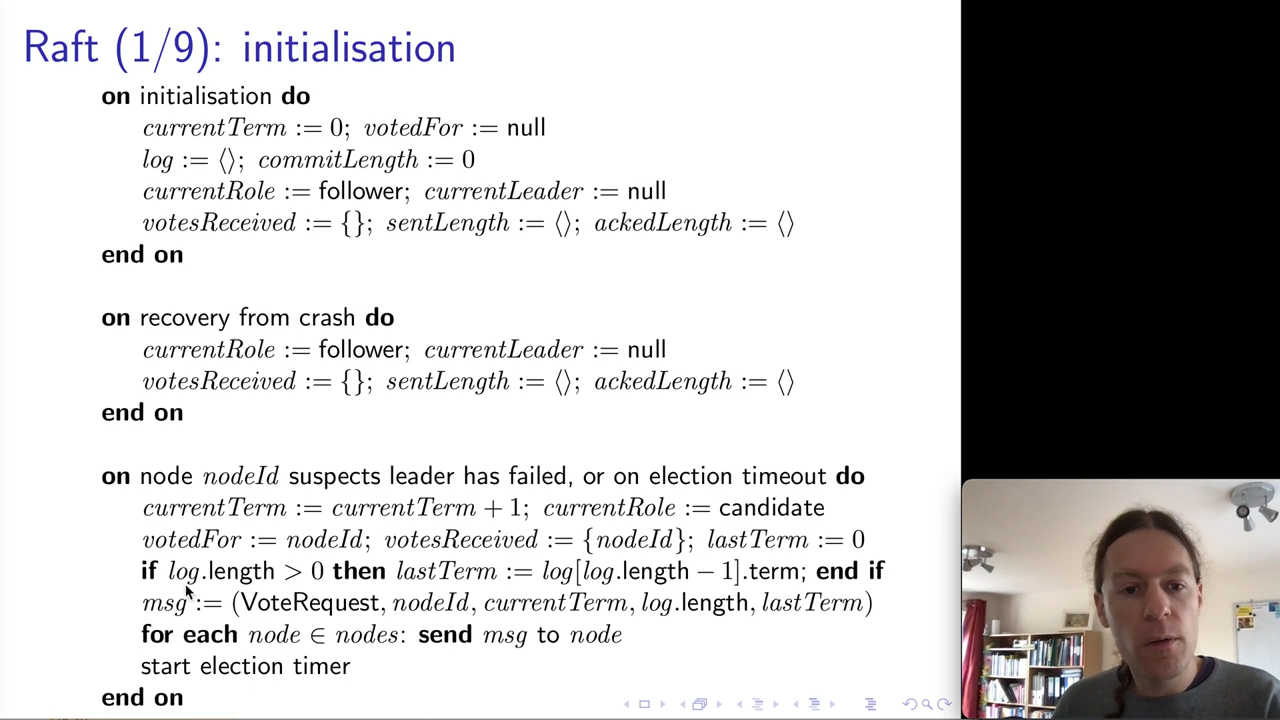 Raft (1/9): initialisation
on initialisation do
currentTerm := 0; votedFor := null
log := ⟨⟩; commitLength := 0
currentRole := follower; currentLeader := null
votesReceived := {}; sentLength := ⟨⟩; ackedLength := ⟨⟩
end on
on recovery from crash do
currentRole := follower; currentLeader := null
votesReceived := {}; sentLength := ⟨⟩; ackedLength := ⟨⟩
end on
on node nodeId suspects leader has failed, or on election timeout do
currentTerm := currentTerm + 1; currentRole := candidate
votedFor := nodeId; votesReceived := {nodeId}; lastTerm := 0
if log.length > 0 then lastTerm := log[log.length − 1].term; end if
msg := (VoteRequest, nodeId, currentTerm, log.length, lastTerm)
for each node ∈ nodes: send msg to node
start election timer
end on